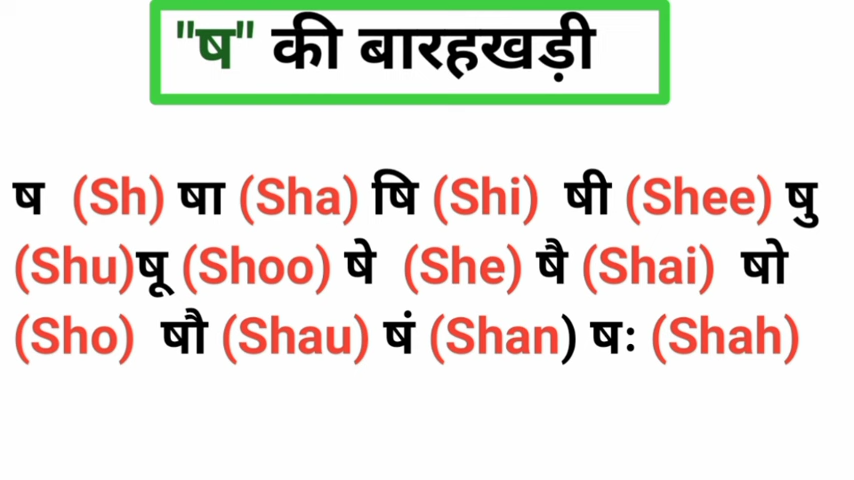 "ष" की बारहखड़ी
ष (Sh) षा (Sha) षि (Shi) षी (Shee) षु
(Shu)षू (Shoo) षे (She) षै (Shai) षो
(Sho) षौ (Shau) षं (Shan) षः (Shah)